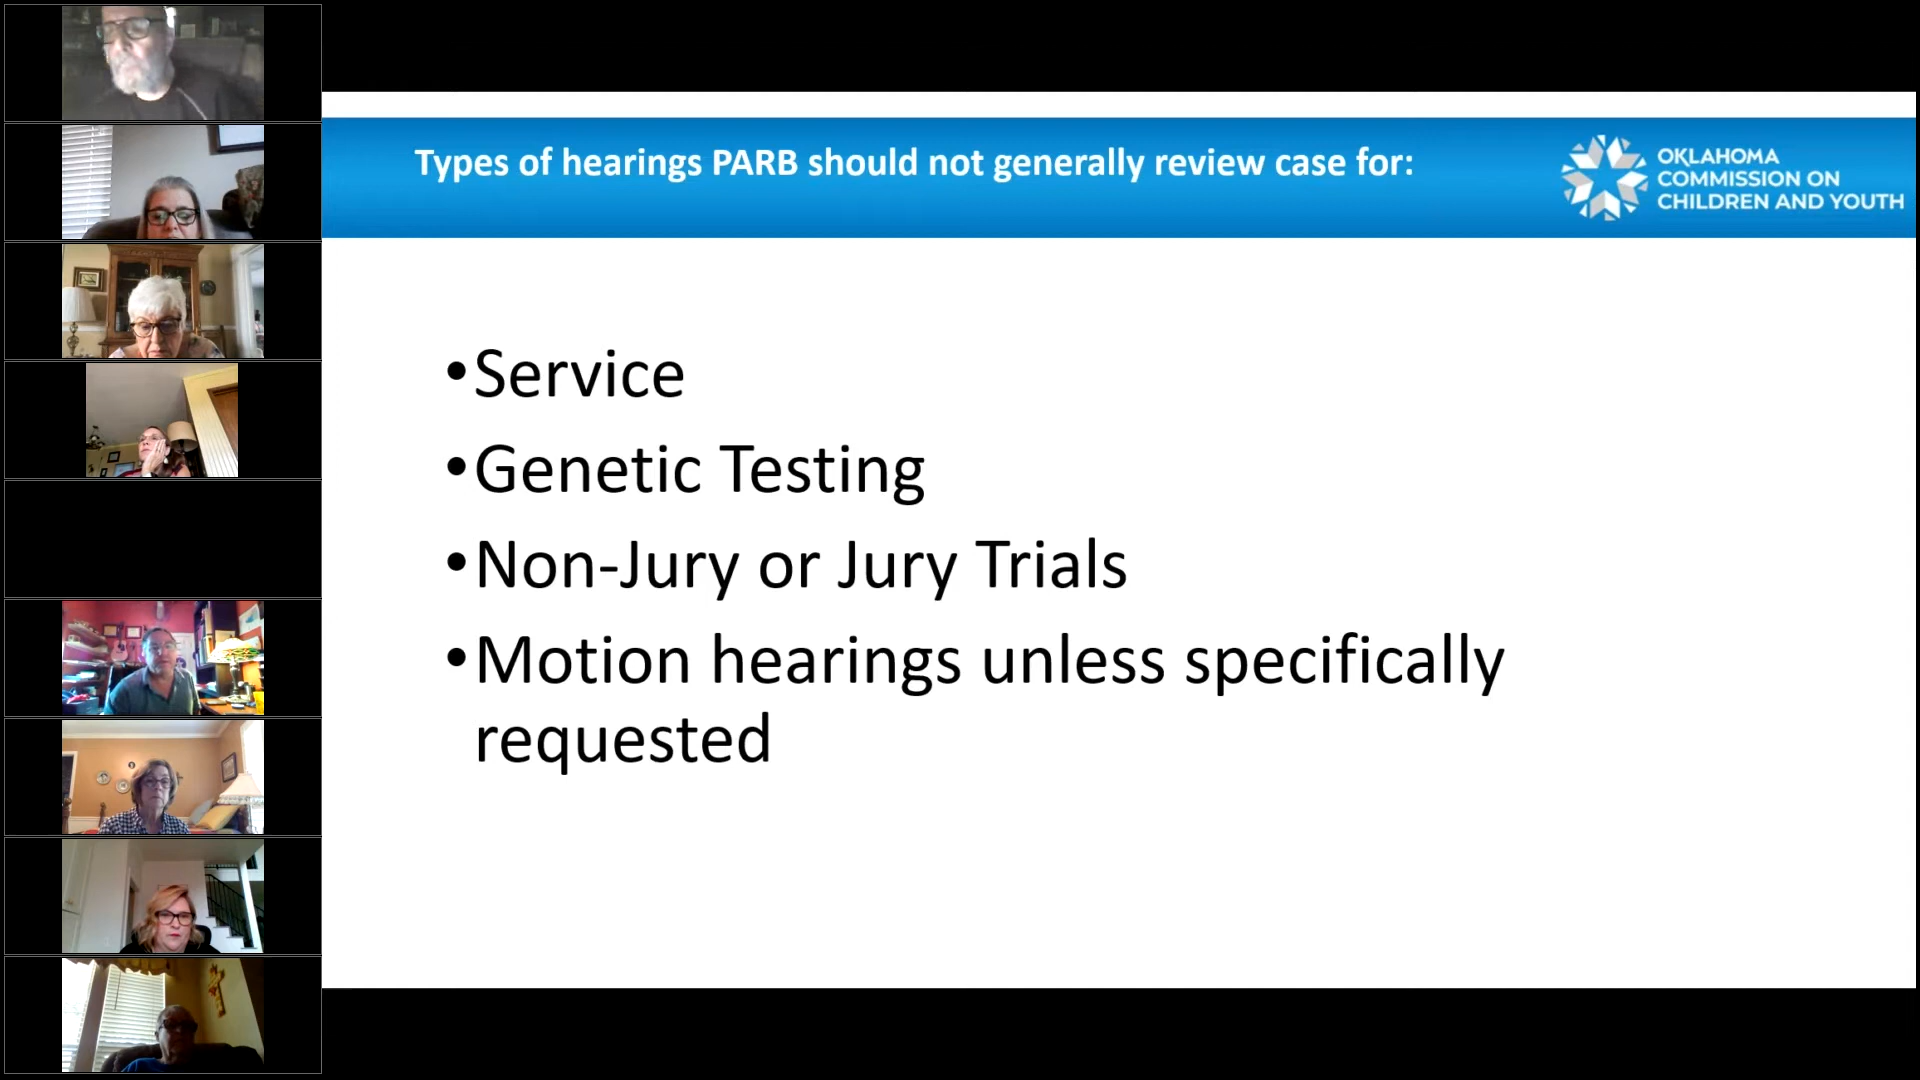 Types of hearings PARB should not generally review case for:
OKLAHOMA
COMMISSION ON
CHILDREN AND YOUTH
•Service
•Genetic Testing
•Non-Jury or Jury Trials
•Motion hearings unless specifically
requested